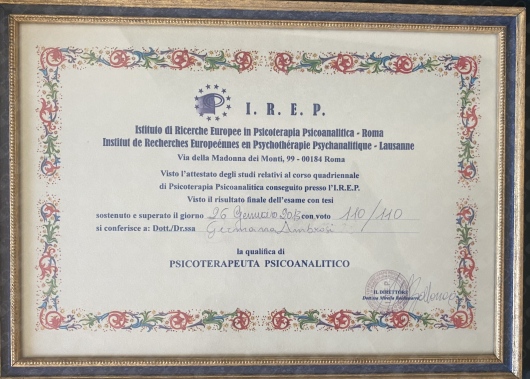 I. R. E. P.
Istituto di Ricerche Europee in Psicoterapia Psicoanalitica - Roma
Institut de Recherches Européennes en Psychothérapie Psychanalitique - Lausanne
Via della Madonna dei Monti, 99 - 00184 Roma
Visto l'attestato degli studi relativi al corso quadriennale
di Psicoterapia Psicoanalitica conseguito presso l'I.R.E.P.
Visto il risultato finale dell'esame con tesi
sostenuto e superato il giorno 26 Gennaio con voto 110/110
si conferisce a: Dott./Dr.ssa Germana Ambrosi
la qualifica di
PSICOTERAPEUTA PSICOANALITICO
IL DIRETTORE